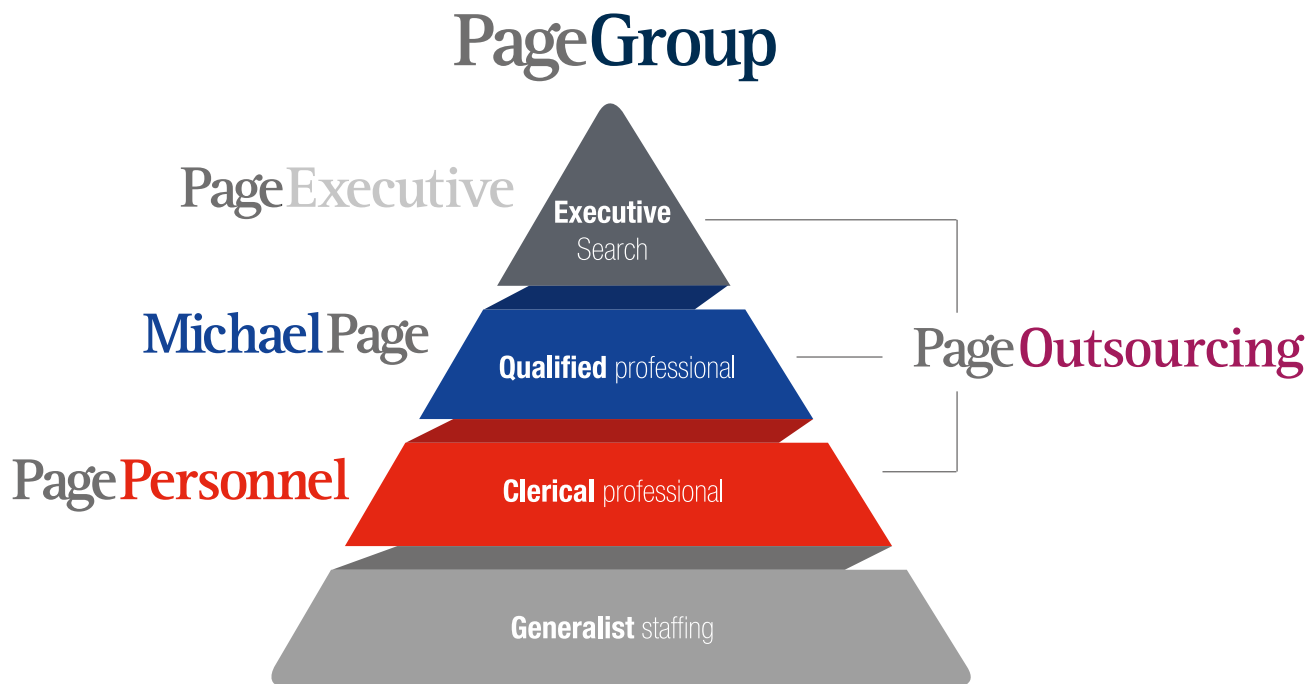 PageGroup
PageExecutive
Executive
Search
MichaelPage
Qualified professional
PageOutsourcing
PagePersonnel
Clerical professional
Generalist staffing